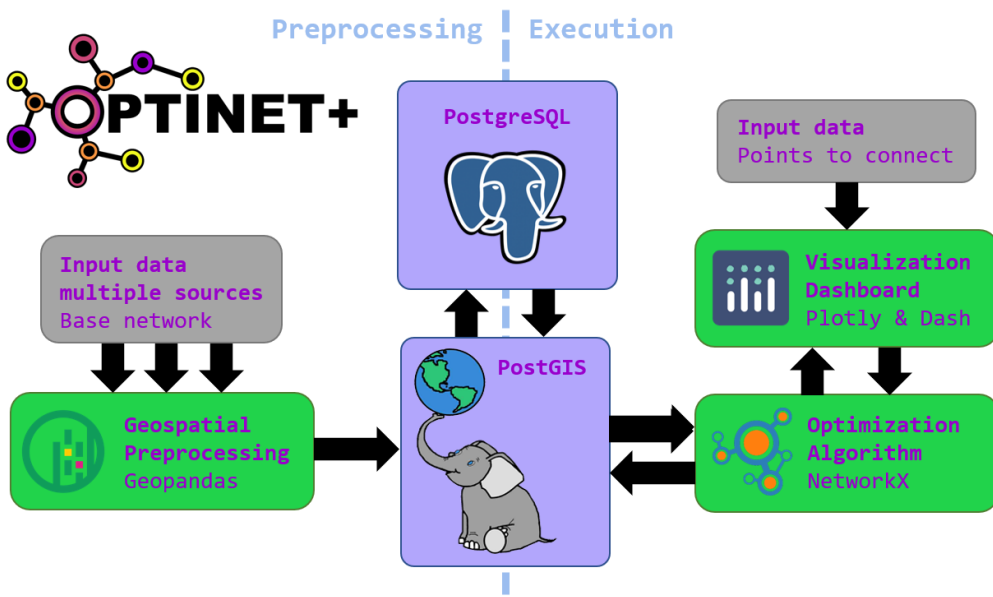 Preprocessing Execution
OPTINET+
PostgreSQL
Input data
Points to connect
Input data
multiple sources
Base network
Visualization
Dashboard
Plotly & Dash
PostGIS
Geospatial
Preprocessing
Geopandas
Optimization
Algorithm
NetworkX